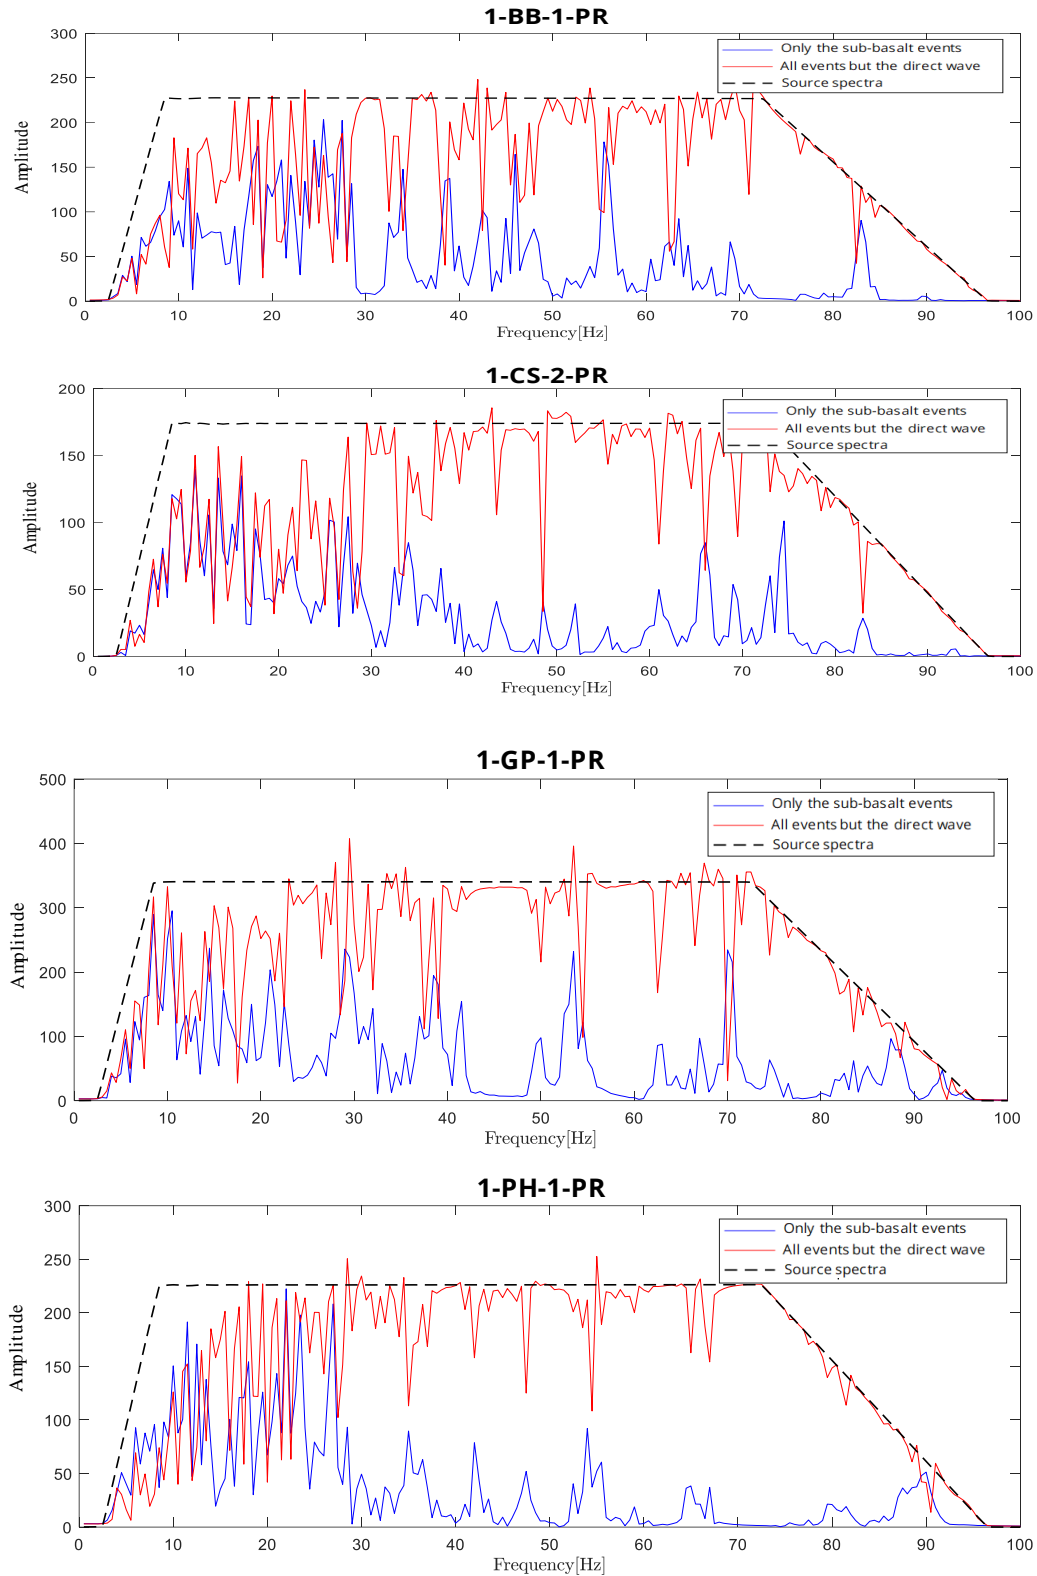 1-BB-1-PR
300
250
200
150
100
50
0
Amplitude
Only the sub-basalt events
All events but the direct wave
Source spectra
10 20 30 40 50 60 70 80 90 100
Frequency[Hz]
1-CS-2-PR
200
150
100
50
0
Amplitude
Only the sub-basalt events
All events but the direct wave
Source spectra
0 10 20 30 40 50 60 70 80 90 100
Frequency[Hz]
1-GP-1-PR
500
400
300
200
100
0
Amplitude
Only the sub-basalt events
All events but the direct wave
Source spectra
0 10 20 30 40 50 60 70 80 90 100
Frequency[Hz]
1-PH-1-PR
300
250
200
150
100
50
0
Amplitude
Only the sub-basalt events
All events but the direct wave
Source spectra
0 10 20 30 40 50 60 70 80 90 100
Frequency[Hz]